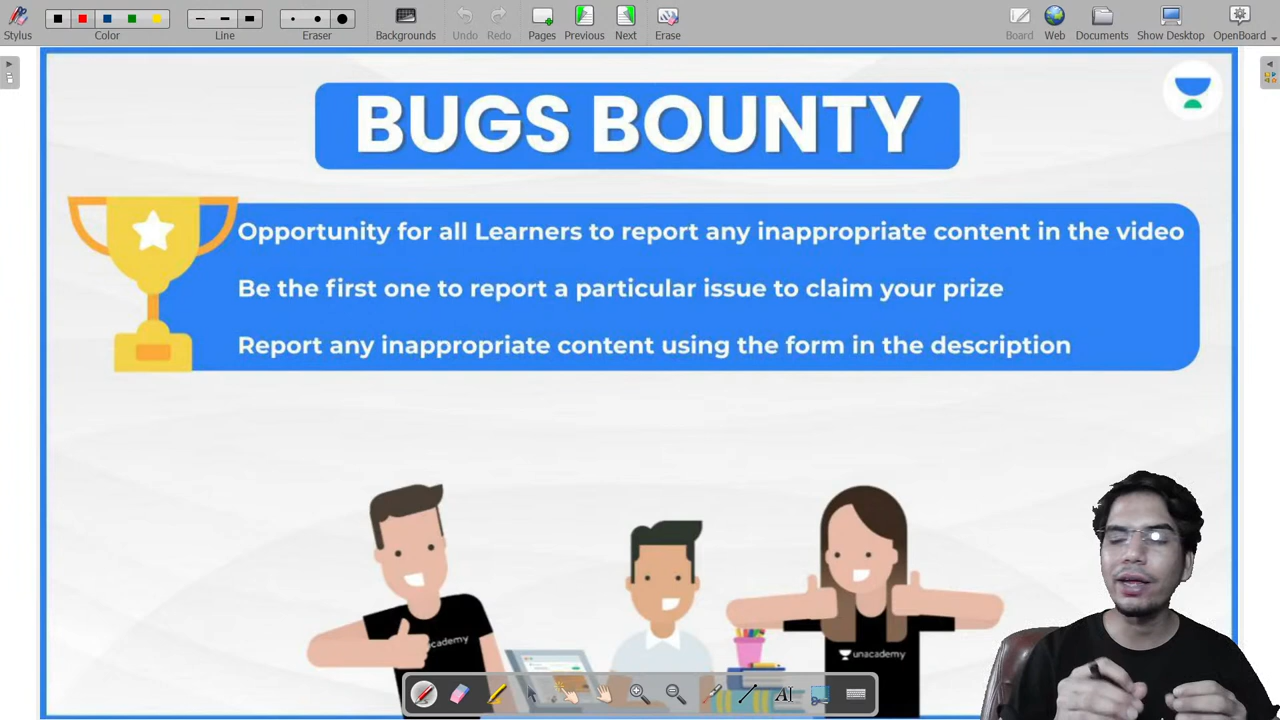 Stylus
Color
Line
Eraser
Backgrounds
Undo
Redo
Pages
Previous
Next
Erase
Board
Web
Documents
Show Desktop
OpenBoard
BUGS BOUNTY
Opportunity for all Learners to report any inappropriate content in the video
Be the first one to report a particular issue to claim your prize
Report any inappropriate content using the form in the description
unacademy
AI